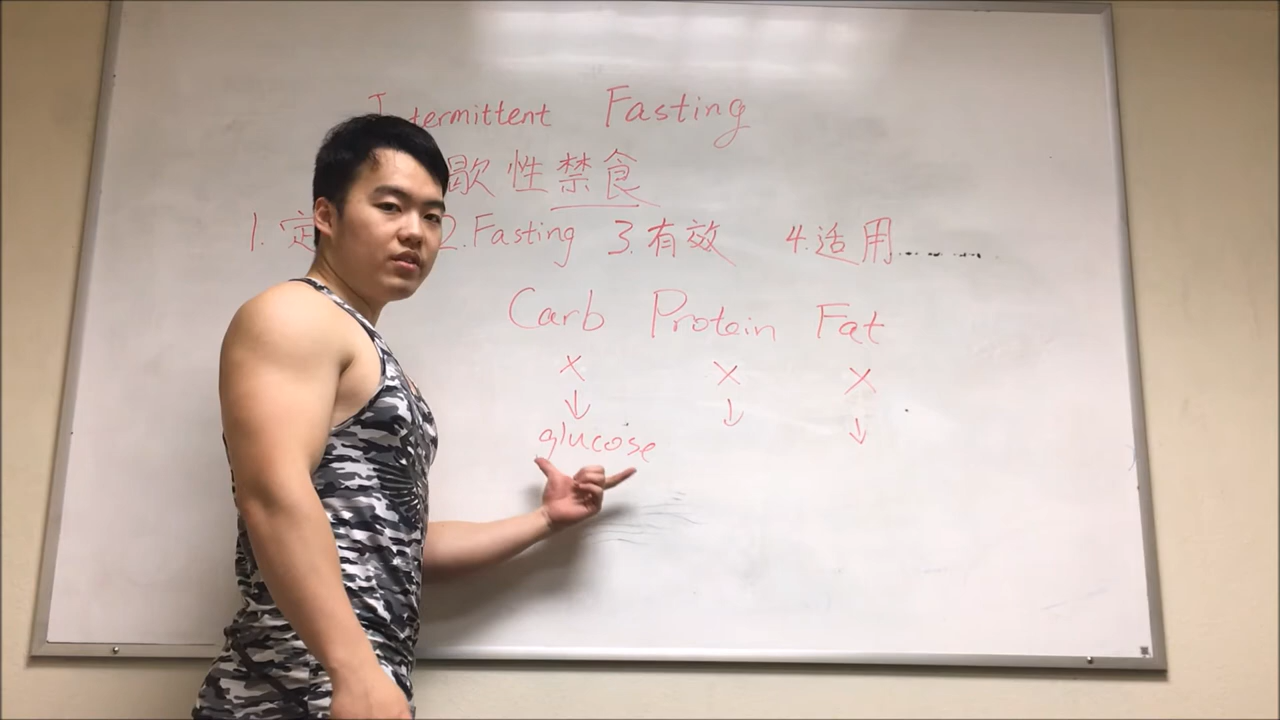 Intermittent Fasting
歇性禁食
1. 定 2. Fasting 3. 有效 4. 适用......
Carb Protein Fat
× × ×
↓ ↓ ↓
glucose